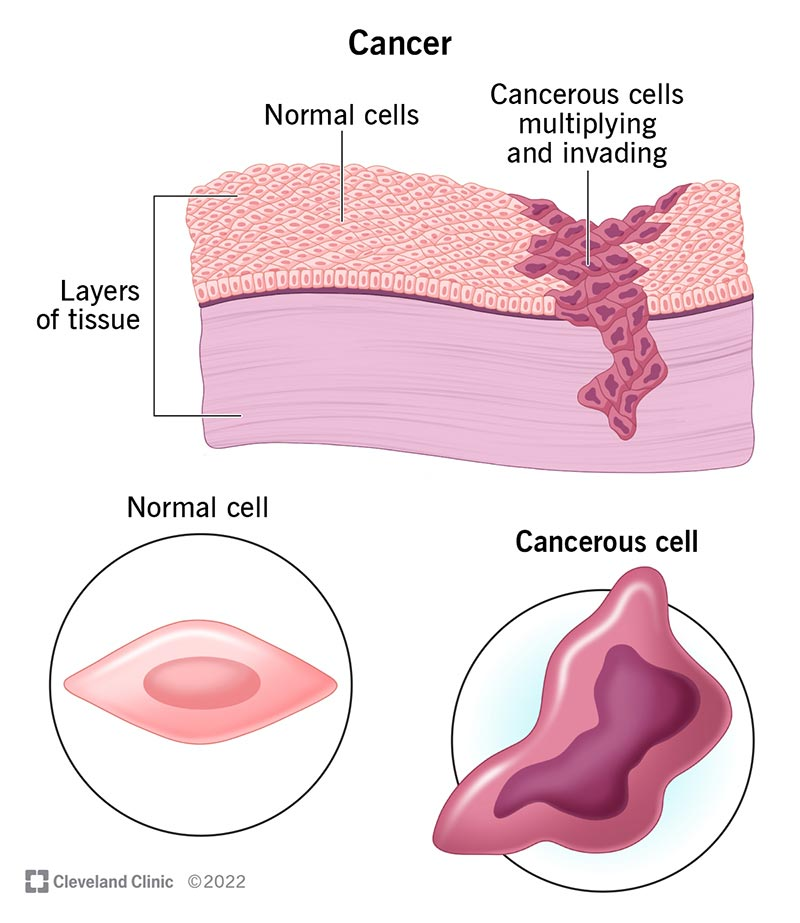 Cancer
Normal cells
Cancerous cells
multiplying
and invading
Layers
of tissue
Normal cell
Cancerous cell
Cleveland Clinic ©2022